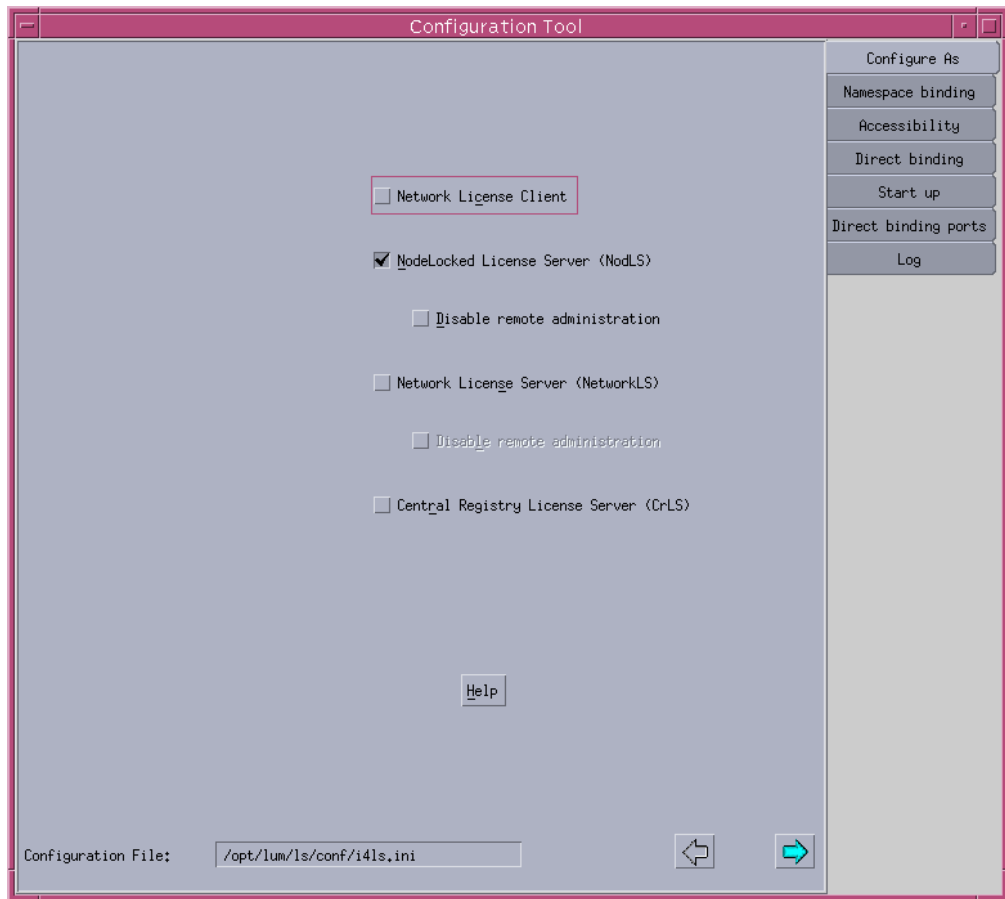 Configuration Tool
Configure As
Namespace binding
Accessibility
Direct binding
Start up
Direct binding ports
Log
Network License Client
NodeLocked License Server (NodLS)
Disable remote administration
Network License Server (NetworkLS)
Disable remote administration
Central Registry License Server (CrLS)
Help
Configuration File: /opt/lum/ls/conf/i4ls.ini